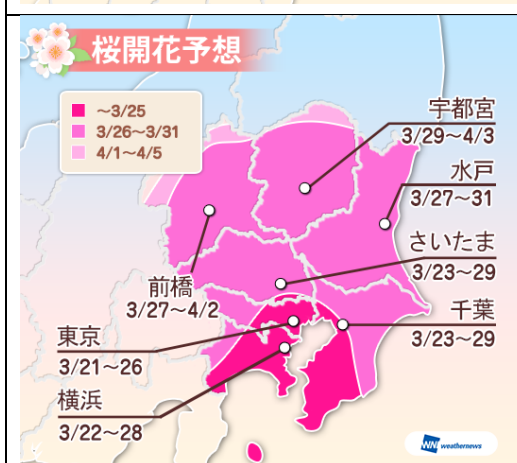 桜開花予想
～3/25
3/26～3/31
4/1～4/5
宇都宮
3/29～4/3
水戸
3/27～31
さいたま
3/23～29
前橋
3/27～4/2
千葉
3/23～29
東京
3/21～26
横浜
3/22～28
WN weathernews